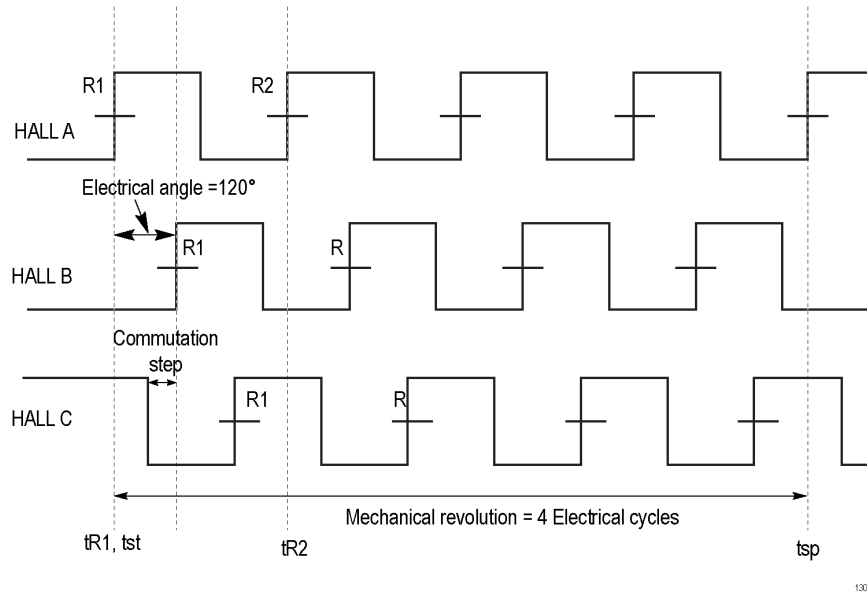 R1
R2
HALL A
Electrical angle =120°
R1
R
HALL B
Commutation
step
R1
R
HALL C
Mechanical revolution = 4 Electrical cycles
tR1, tst
tR2
tsp
130